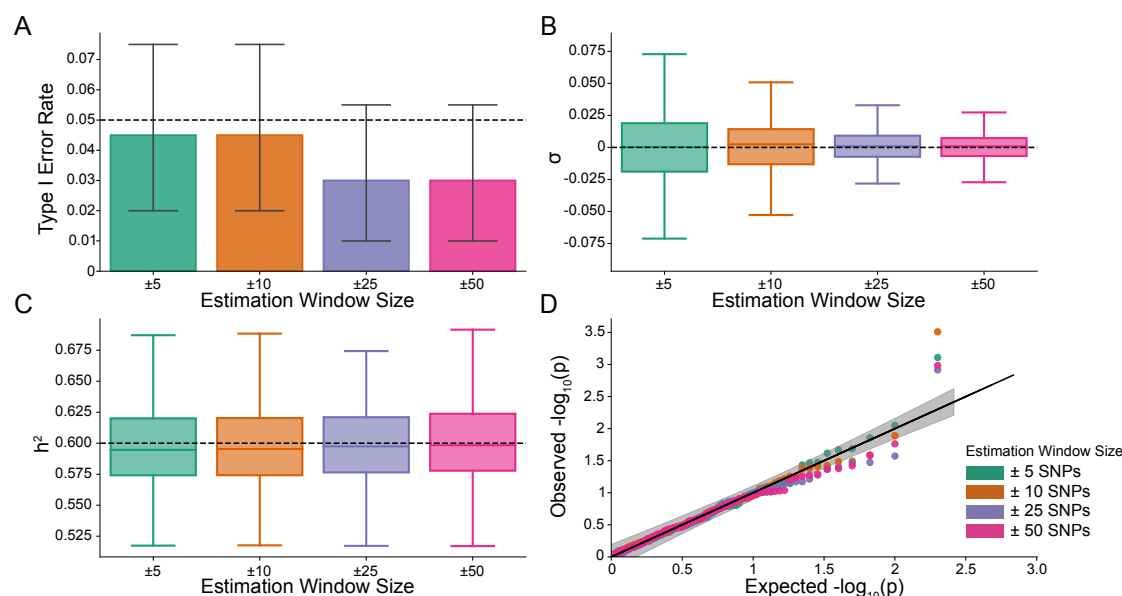 A
Type I Error Rate
0.07
0.06
0.05
0.04
0.03
0.02
0.01
0
±5
±10
±25
±50
Estimation Window Size
B
σ
0.075
0.050
0.025
0
-0.025
-0.050
-0.075
±5
±10
±25
±50
Estimation Window Size
C
h²
0.675
0.650
0.625
0.600
0.575
0.550
0.525
±5
±10
±25
±50
Estimation Window Size
D
Observed -log₁₀(p)
3.5
3.0
2.5
2.0
1.5
1.0
0.5
0
0
0.5
1
1.5
2.0
2.5
3.0
Expected -log₁₀(p)
Estimation Window Size
± 5 SNPs
± 10 SNPs
± 25 SNPs
± 50 SNPs